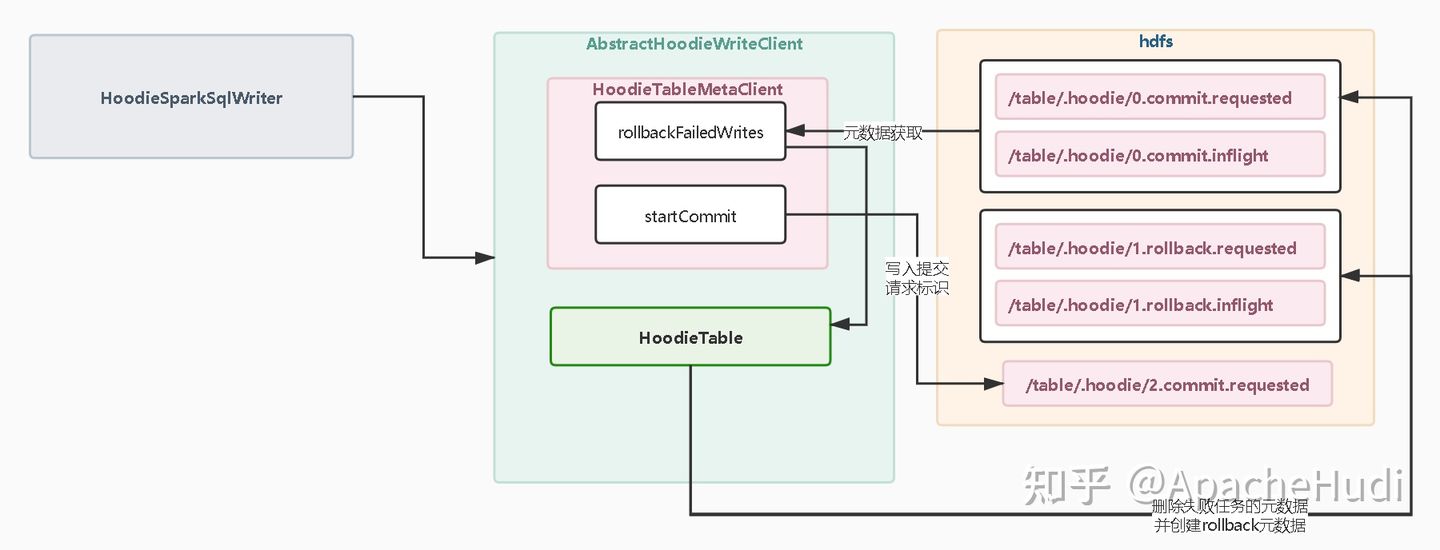 HoodieSparkSqlWriter
AbstractHoodieWriteClient
HoodieTableMetaClient
rollbackFailedWrites
startCommit
HoodieTable
元数据获取
写入提交
请求标识
hdfs
/table/.hoodie/0.commit.requested
/table/.hoodie/0.commit.inflight
/table/.hoodie/1.rollback.requested
/table/.hoodie/1.rollback.inflight
/table/.hoodie/2.commit.requested
知乎 @ApacheHudi
删除失败任务的元数据
并创建rollback元数据